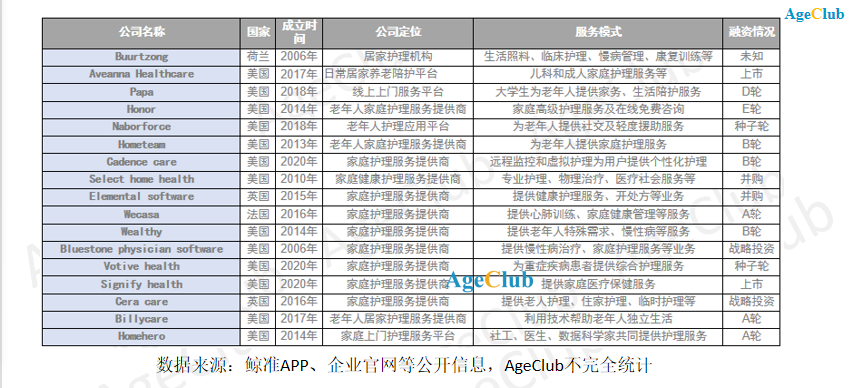 AgeClub
公司名称 国家 成立时间 公司定位 服务模式 融资情况
Buurtzong 荷兰 2006年 居家护理机构 生活照料、临床护理、慢病管理、康复训练等 未知
Aveanna Healthcare 美国 2017年 日常居家养老陪护平台 儿科和成人家庭护理服务等 上市
Papa 美国 2018年 线上上门服务平台 大学生为老年人提供家务、生活陪护服务 D轮
Honor 美国 2014年 老年人家庭护理服务提供商 家庭高级护理服务及在线免费咨询 E轮
Naborforce 美国 2018年 老年人护理应用平台 为老年人提供社交及轻度援助服务 种子轮
Hometeam 美国 2013年 老年人家庭护理服务提供商 为老年人提供家庭护理服务 B轮
Cadence care 美国 2020年 家庭护理服务提供商 远程监控和虚拟护理为用户提供个性化护理 B轮
Select home health 美国 2010年 家庭健康护理服务提供商 专业护理、物理治疗、医疗社会服务等 并购
Elemental software 英国 2015年 家庭护理服务提供商 提供健康护理服务、开处方等业务 并购
Wecasa 法国 2016年 家庭护理服务提供商 提供心肺训练、家庭健康管理等服务 A轮
Wealthy 美国 2014年 家庭护理服务提供商 提供老年人特殊需求、慢性病等服务 B轮
Bluestone physician software 美国 2006年 家庭护理服务提供商 提供慢性病治疗、家庭护理服务等业务 战略投资
Votive health 美国 2020年 家庭护理服务提供商 为重症疾病患者提供综合护理服务 种子轮
Signify health 美国 2020年 家庭护理服务提供商 提供家庭医疗保健服务 上市
Cera care 英国 2016年 家庭护理服务提供商 提供老人护理、住家护理、临时护理等 战略投资
Billycare 美国 2017年 老年人居家护理服务提供商 利用技术帮助老年人独立生活 A轮
Homehero 美国 2014年 家庭上门护理服务平台 社工、医生、数据科学家共同提供护理服务 A轮
AgeClub
数据来源：鲸准APP、企业官网等公开信息，AgeClub不完全统计